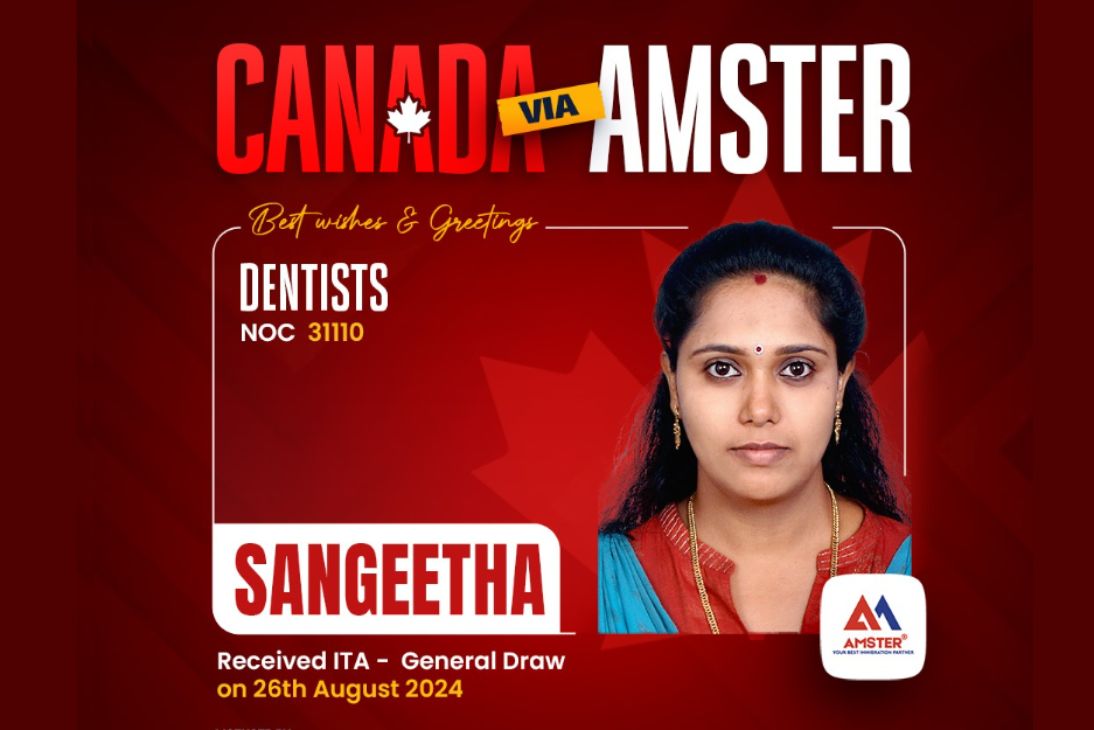 CANADA VIA AMSTER
Best wishes & Greetings
DENTISTS
NOC 31110
SANGEETHA
AMSTER®
YOUR BEST IMMIGRATION PARTNER
Received ITA - General Draw
on 26th August 2024